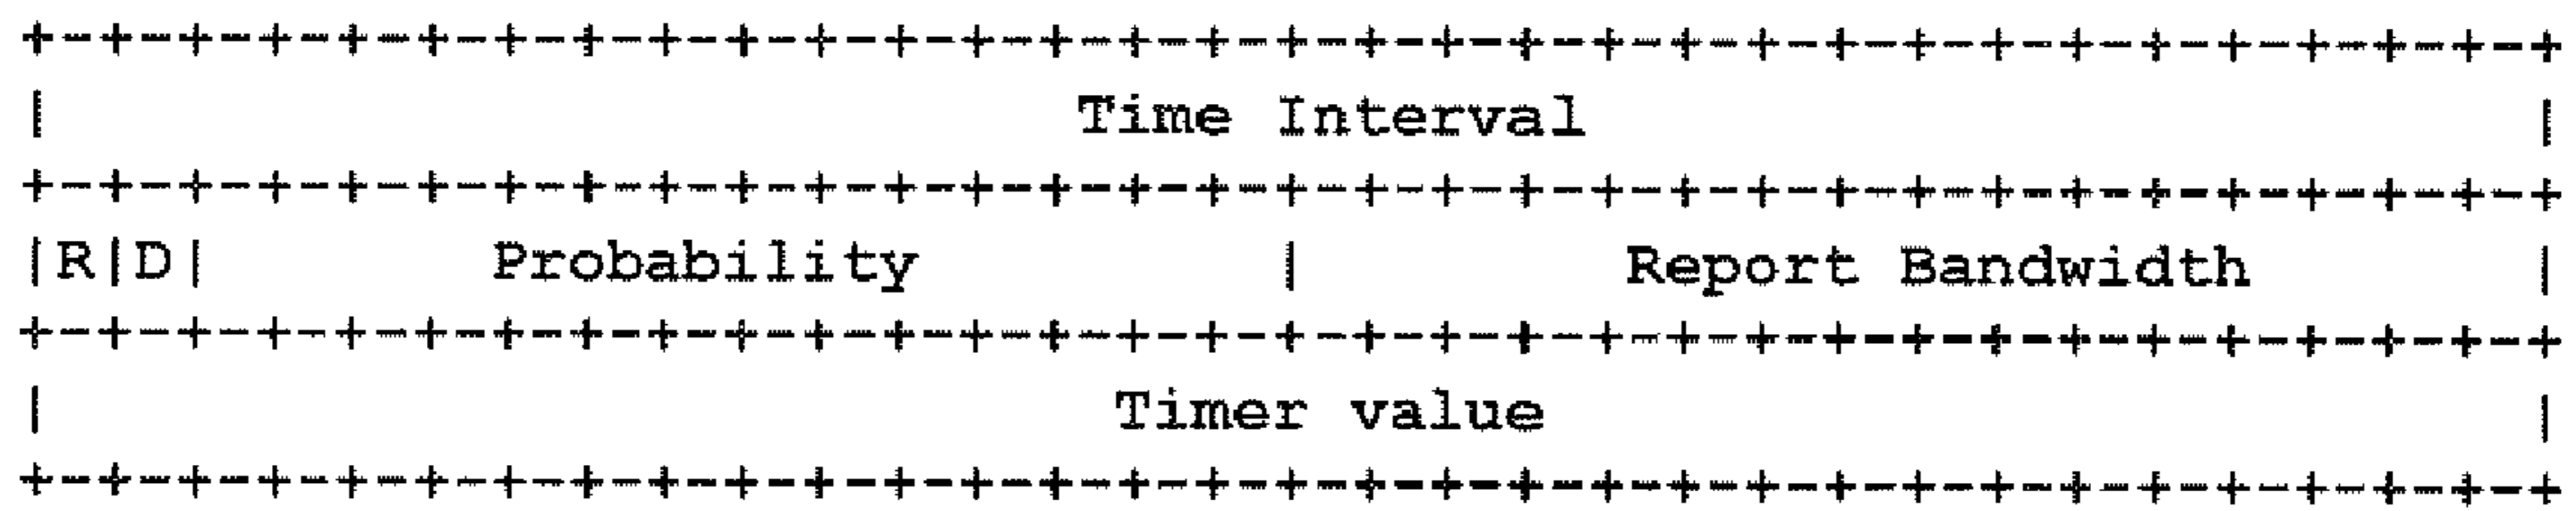 +-+-+-+-+-+-+-+-+-+-+-+-+-+-+-+-+-+-+-+-+-+-+-+-+-+-+-+-+-+-+-+-+
|                          Time Interval                        |
+-+-+-+-+-+-+-+-+-+-+-+-+-+-+-+-+-+-+-+-+-+-+-+-+-+-+-+-+-+-+-+-+
|R|D|       Probability         |        Report Bandwidth       |
+-+-+-+-+-+-+-+-+-+-+-+-+-+-+-+-+-+-+-+-+-+-+-+-+-+-+-+-+-+-+-+-+
|                           Timer value                         |
+-+-+-+-+-+-+-+-+-+-+-+-+-+-+-+-+-+-+-+-+-+-+-+-+-+-+-+-+-+-+-+-+